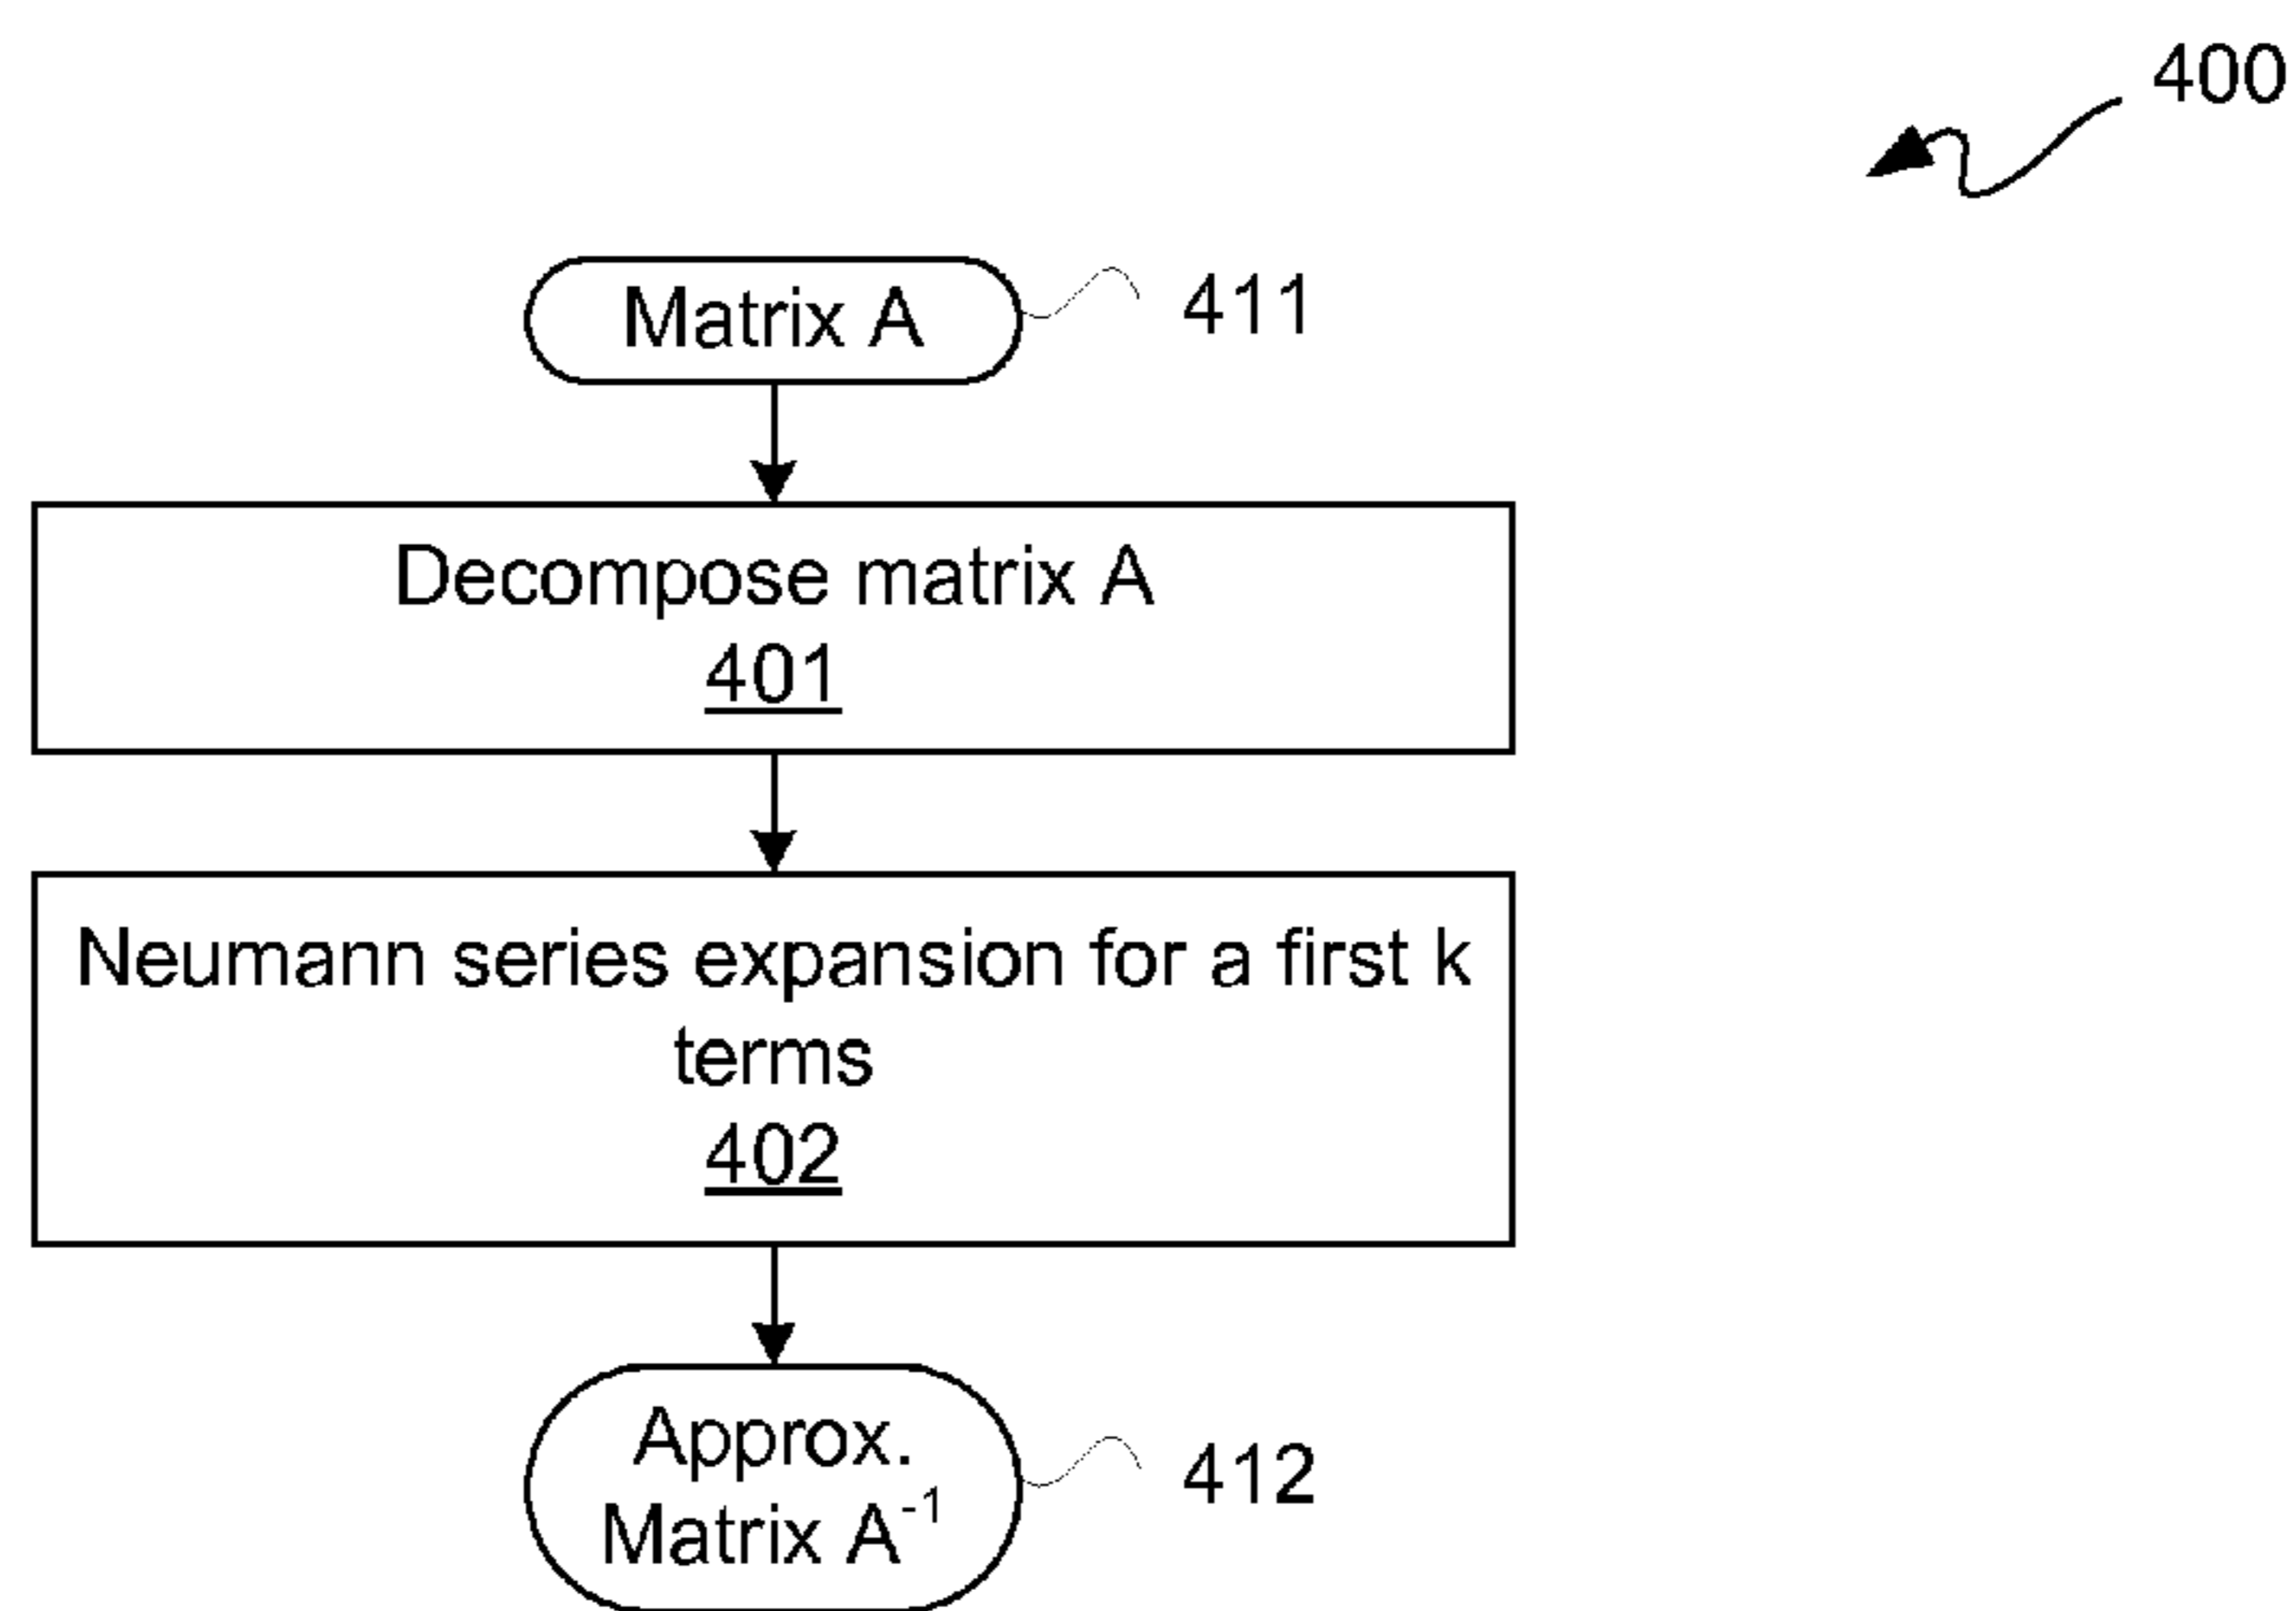 400
Matrix A
411
Decompose matrix A
401
Neumann series expansion for a first k
terms
402
Approx.
Matrix A⁻¹
412